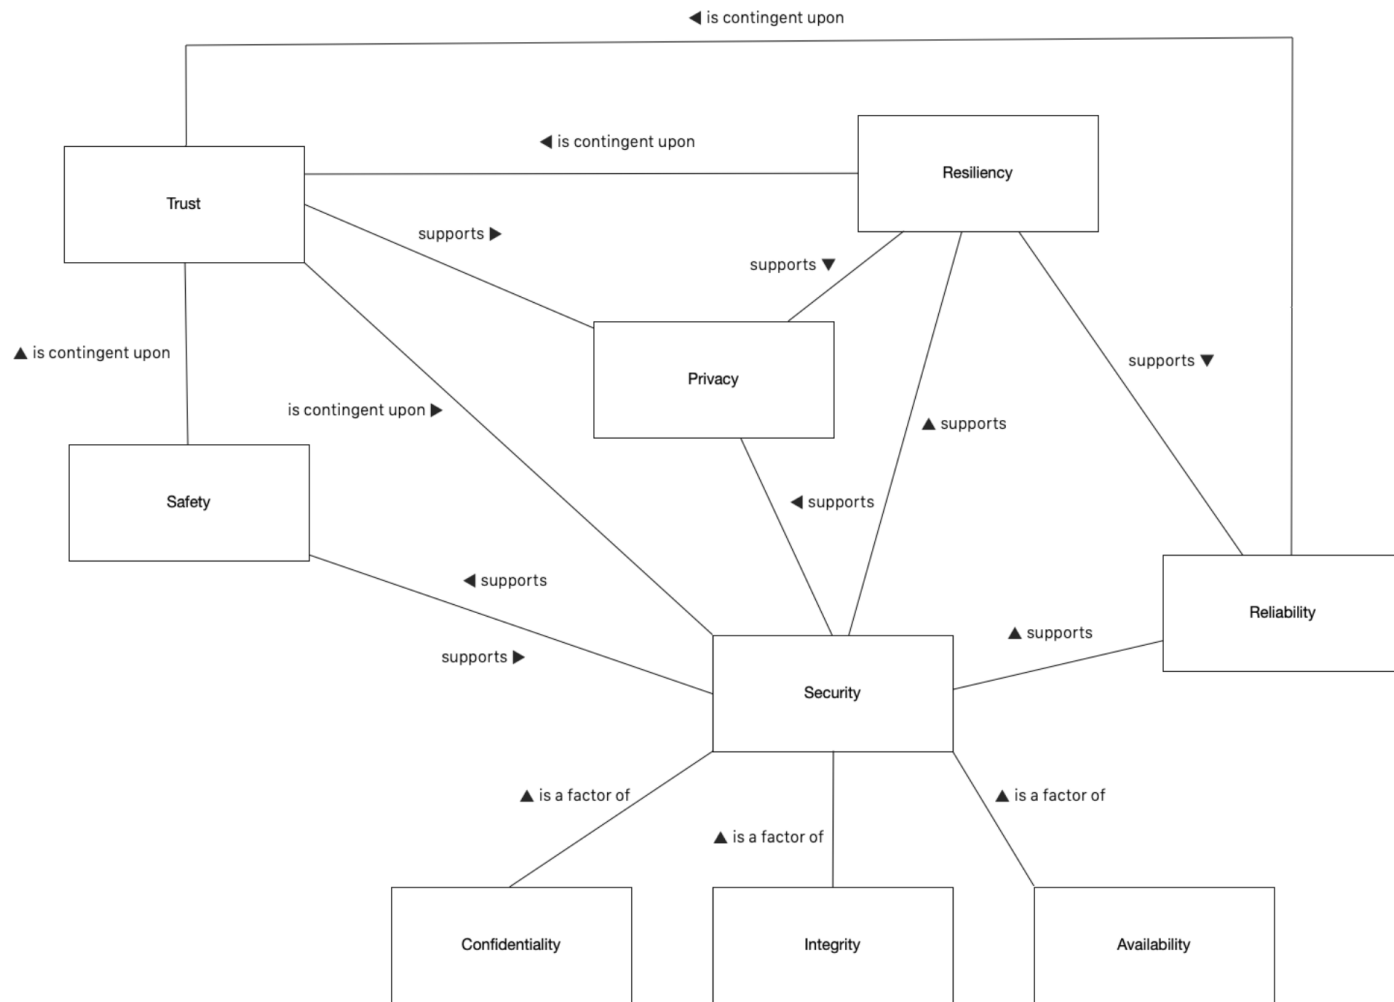 ◀ is contingent upon
◀ is contingent upon
Resiliency
Trust
supports ▶
supports ▼
▲ is contingent upon
supports ▼
Privacy
is contingent upon ▶
▲ supports
Safety
◀ supports
◀ supports
Reliability
▲ supports
supports ▶
Security
▲ is a factor of
▲ is a factor of
▲ is a factor of
Confidentiality
Integrity
Availability